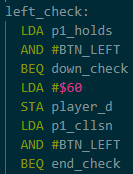 left_check:
LDA p1_holds
AND #BTN_LEFT
BEQ down_check
LDA #$60
STA player_d
LDA p1_cllsn
AND #BTN_LEFT
BEQ end_check